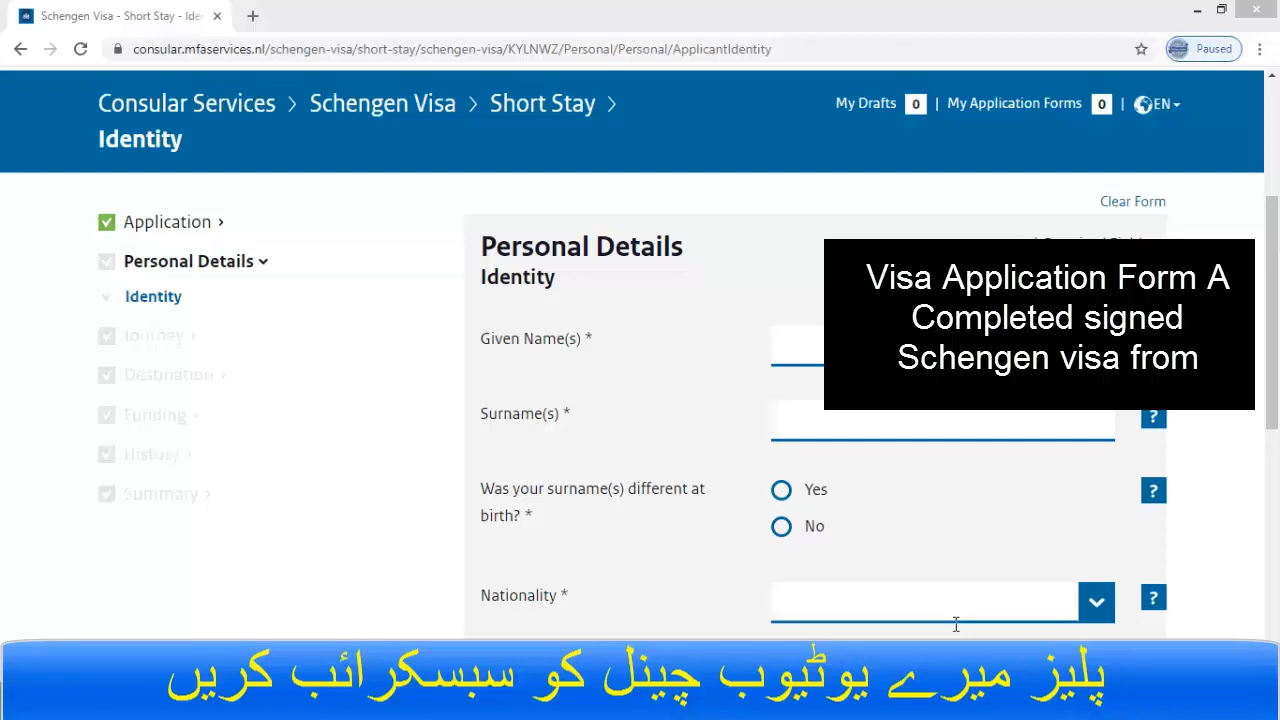 Schengen Visa - Short Stay - Ide
consular.mfaservices.nl/schengen-visa/short-stay/schengen-visa/KYLNWZ/Personal/Personal/ApplicantIdentity
Paused
Consular Services > Schengen Visa > Short Stay >
Identity
My Drafts 0 | My Application Forms 0 | EN
Clear Form
Application
Personal Details
Identity
Journey
Destination
Funding
History
Summary
Personal Details
Identity
Given Name(s) *
Surname(s) *
?
Was your surname(s) different at
birth? *
Yes
No
?
Nationality *
?
Visa Application Form A
Completed signed
Schengen visa from
پلیز میرے یوٹیوب چینل کو سبسکرائب کریں